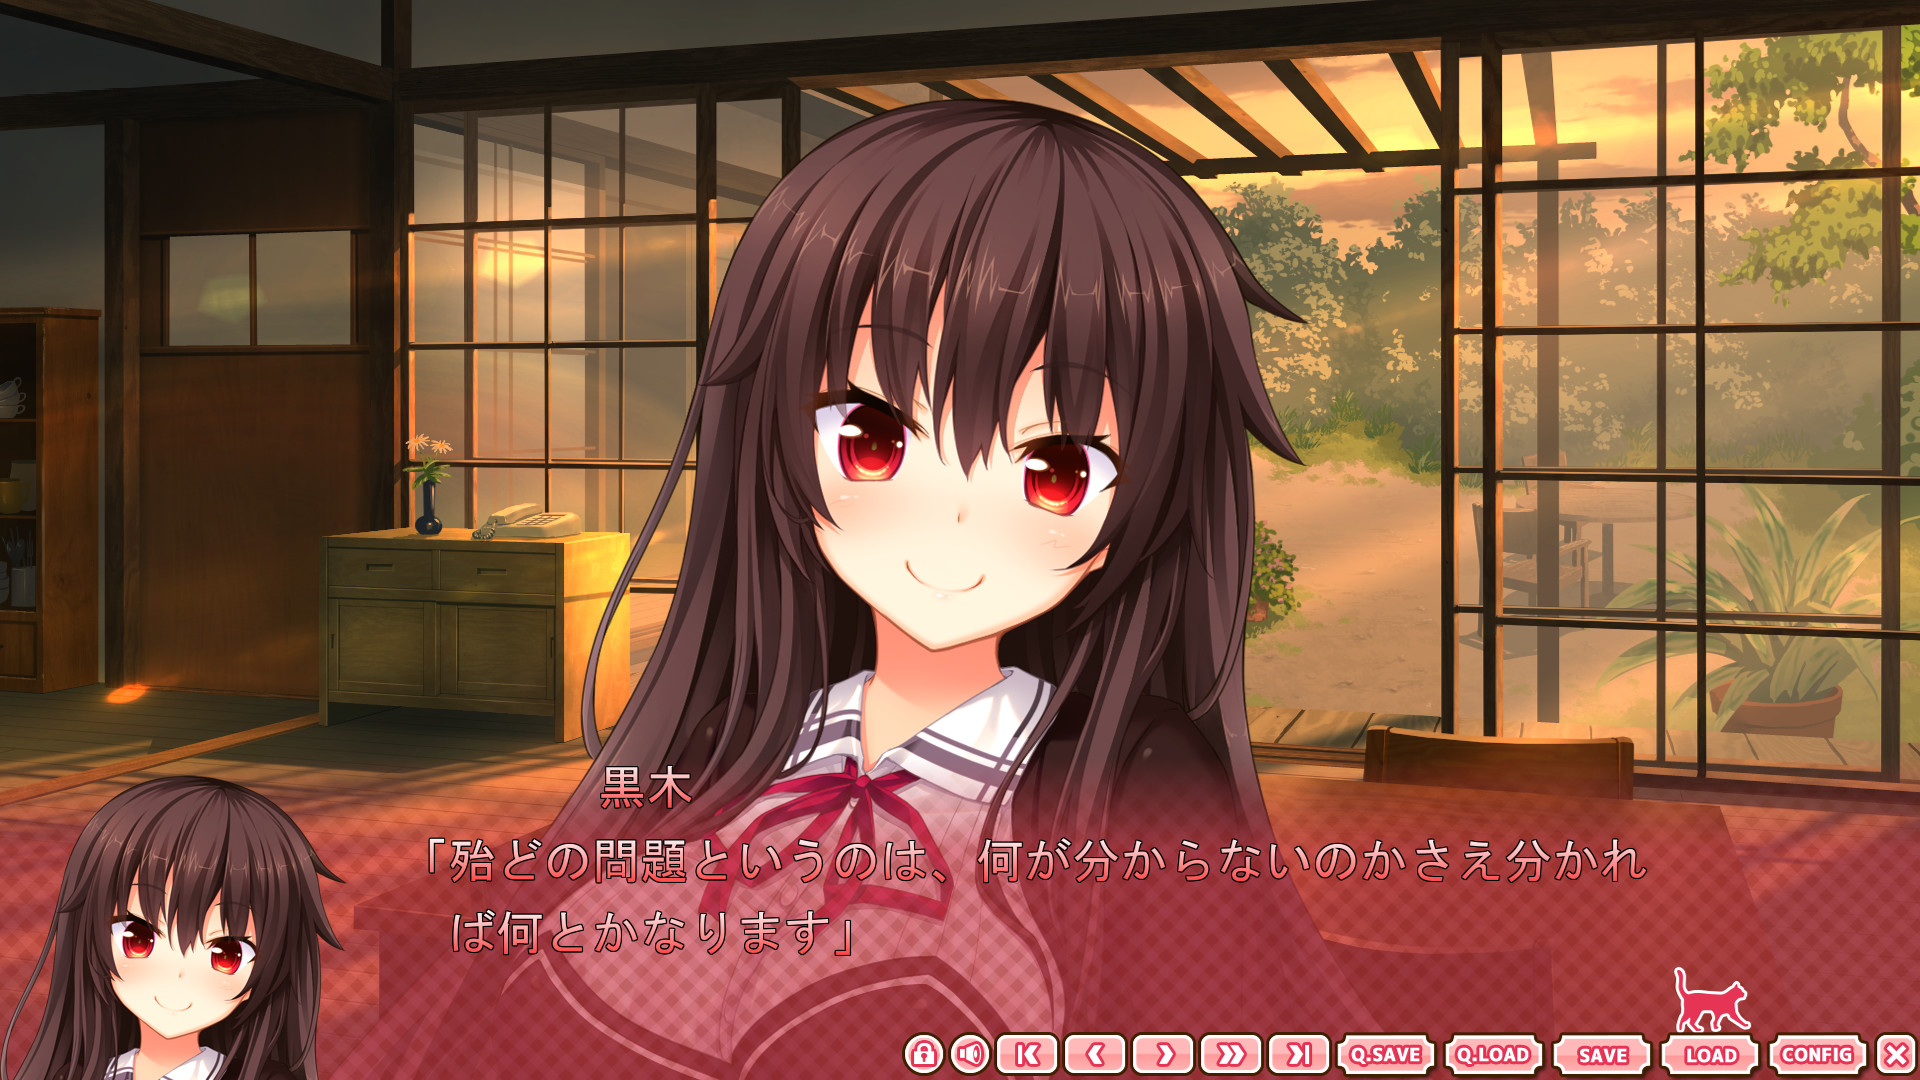 黒木
「殆どの問題というのは、何が分からないのかさえ分かれ
ば何とかなります」
Q.SAVE
Q.LOAD
SAVE
LOAD
CONFIG